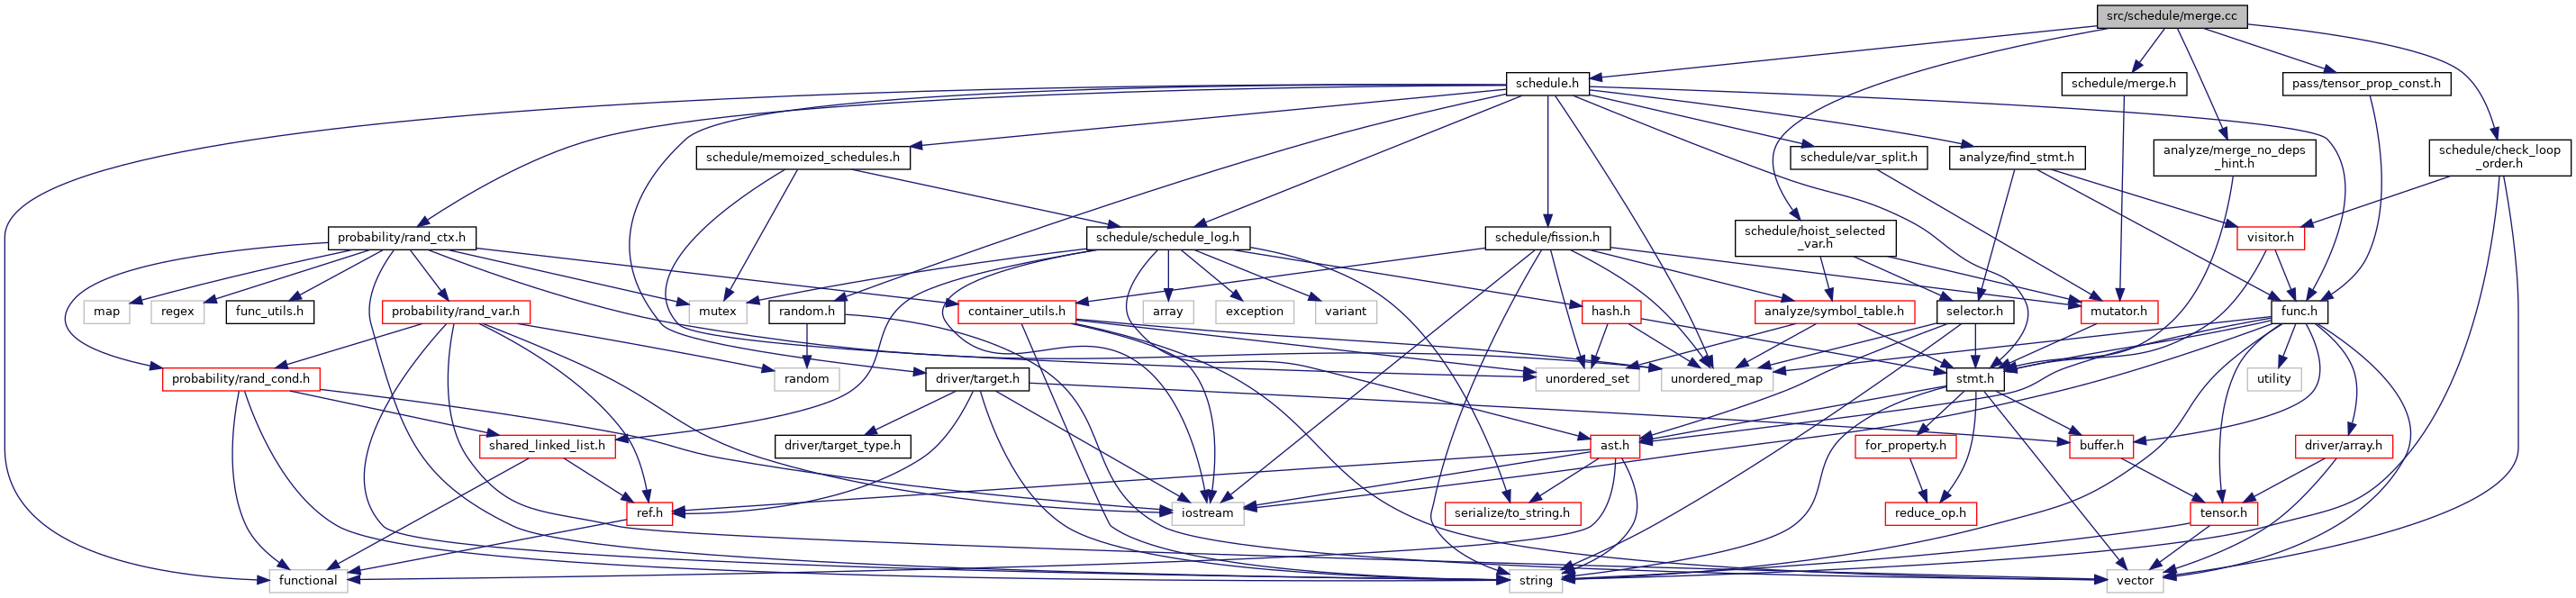 src/schedule/merge.cc
schedule.h
schedule/merge.h
pass/tensor_prop_const.h
schedule/memoized_schedules.h
schedule/var_split.h
analyze/find_stmt.h
analyze/merge_no_deps
_hint.h
schedule/check_loop
_order.h
probability/rand_ctx.h
schedule/schedule_log.h
schedule/fission.h
schedule/hoist_selected
_var.h
visitor.h
map
regex
func_utils.h
probability/rand_var.h
mutex
random.h
container_utils.h
array
exception
variant
hash.h
analyze/symbol_table.h
selector.h
mutator.h
func.h
probability/rand_cond.h
random
driver/target.h
unordered_set
unordered_map
stmt.h
utility
shared_linked_list.h
driver/target_type.h
ast.h
for_property.h
buffer.h
driver/array.h
ref.h
iostream
serialize/to_string.h
reduce_op.h
tensor.h
functional
string
vector